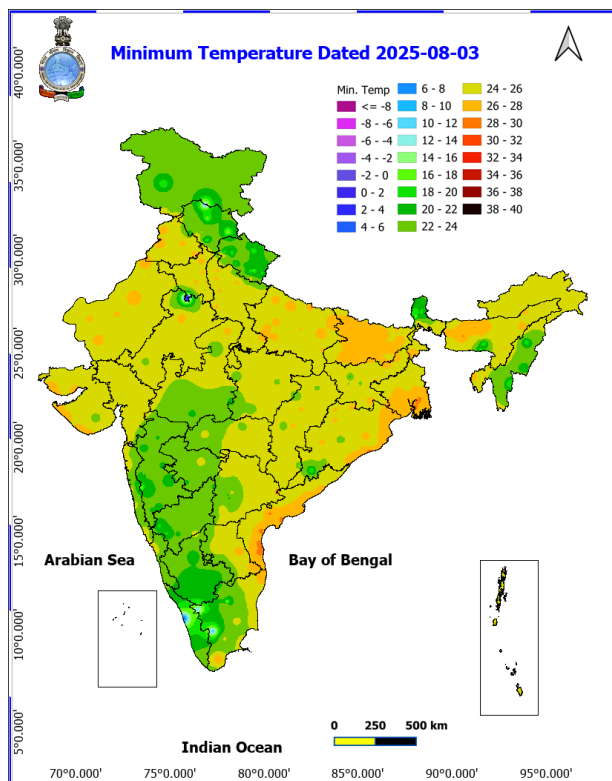 Minimum Temperature Dated 2025-08-03
Min. Temp
<= -8
-8 - -6
-6 - -4
-4 - -2
-2 - 0
0 - 2
2 - 4
4 - 6
6 - 8
8 - 10
10 - 12
12 - 14
14 - 16
16 - 18
18 - 20
20 - 22
22 - 24
24 - 26
26 - 28
28 - 30
30 - 32
32 - 34
34 - 36
36 - 38
38 - 40
40°0.000'
35°0.000'
30°0.000'
25°0.000'
20°0.000'
15°0.000'
10°0.000'
5°0.000'
Arabian Sea
Bay of Bengal
0 250 500 km
Indian Ocean
70°0.000' 75°0.000' 80°0.000' 85°0.000' 90°0.000' 95°0.000'